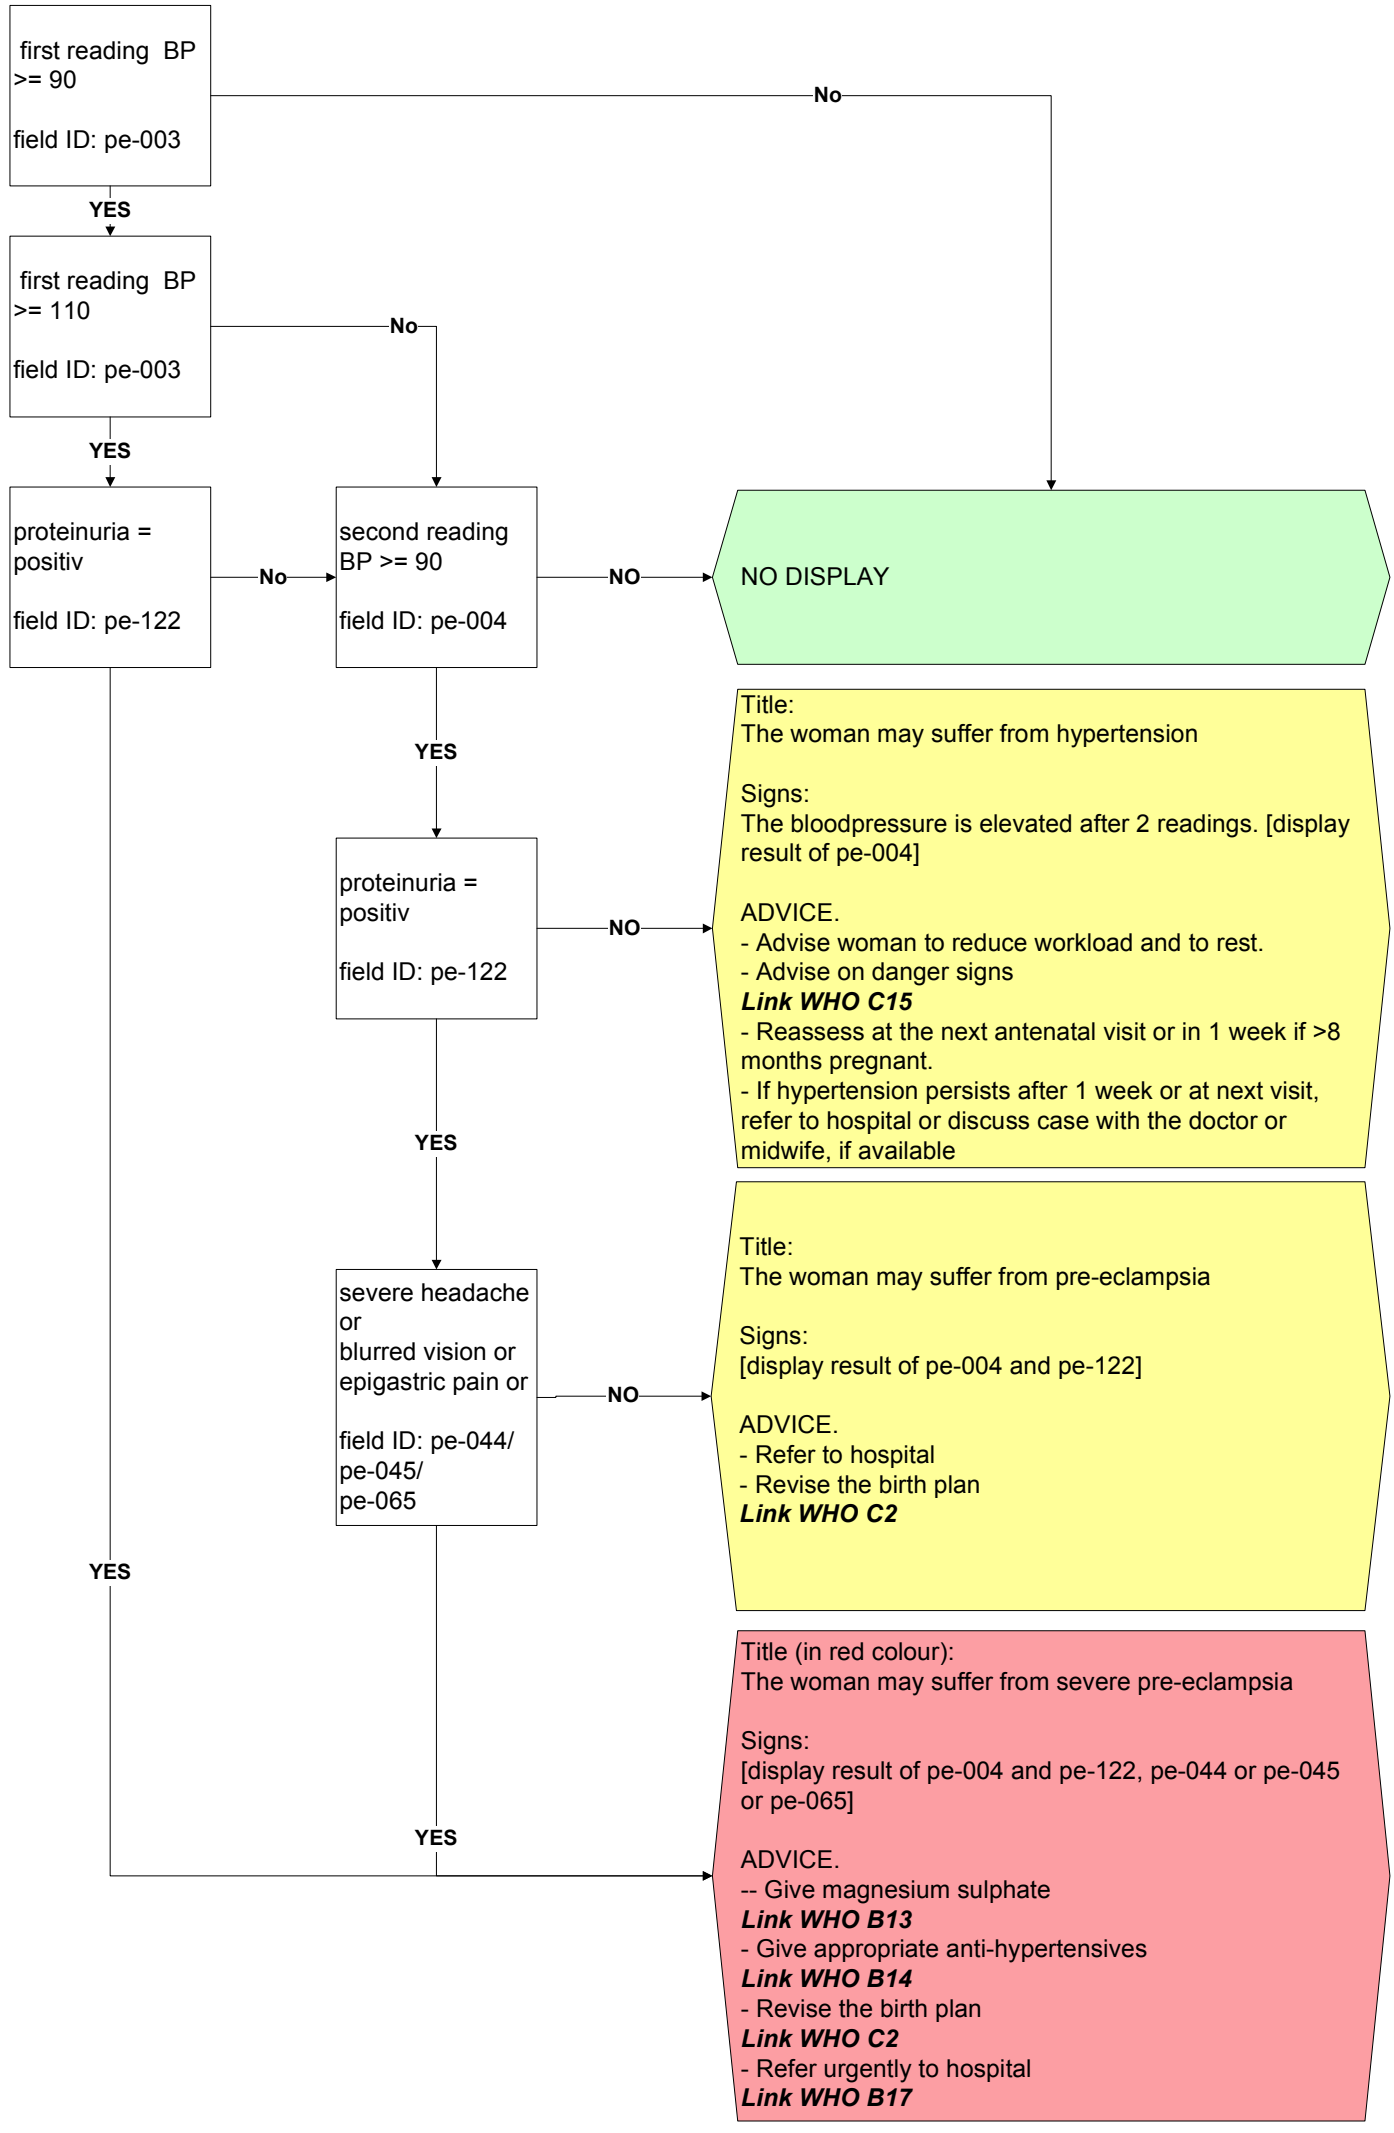 first reading BP
>= 90
field ID: pe-003
No
YES
first reading BP
>= 110
field ID: pe-003
No
YES
proteinuria =
positiv
field ID: pe-122
No
second reading
BP >= 90
field ID: pe-004
NO
NO DISPLAY
YES
Title:
The woman may suffer from hypertension
Signs:
The bloodpressure is elevated after 2 readings. [display
result of pe-004]
ADVICE.
- Advise woman to reduce workload and to rest.
- Advise on danger signs
Link WHO C15
- Reassess at the next antenatal visit or in 1 week if >8
months pregnant.
- If hypertension persists after 1 week or at next visit,
refer to hospital or discuss case with the doctor or
midwife, if available
proteinuria =
positiv
field ID: pe-122
NO
YES
severe headache
or
blurred vision or
epigastric pain or
field ID: pe-044/
pe-045/
pe-065
NO
Title:
The woman may suffer from pre-eclampsia
Signs:
[display result of pe-004 and pe-122]
ADVICE.
- Refer to hospital
- Revise the birth plan
Link WHO C2
YES
YES
Title (in red colour):
The woman may suffer from severe pre-eclampsia
Signs:
[display result of pe-004 and pe-122, pe-044 or pe-045
or pe-065]
ADVICE.
-- Give magnesium sulphate
Link WHO B13
- Give appropriate anti-hypertensives
Link WHO B14
- Revise the birth plan
Link WHO C2
- Refer urgently to hospital
Link WHO B17